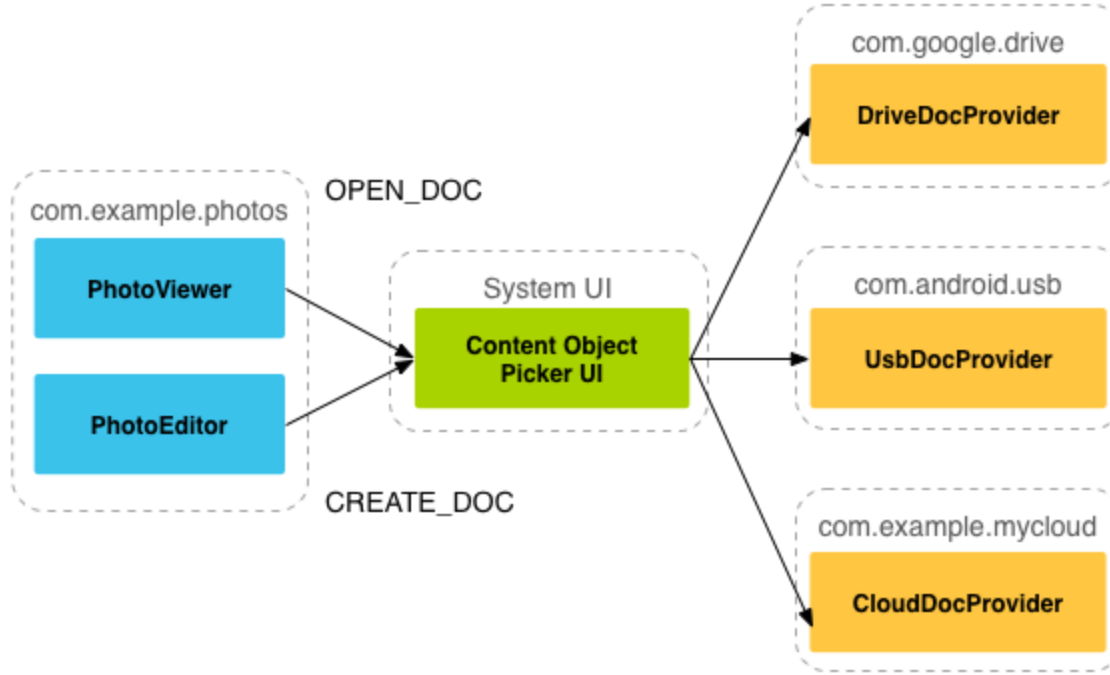 com.example.photos
PhotoViewer
PhotoEditor
OPEN_DOC
CREATE_DOC
System UI
Content Object
Picker UI
com.google.drive
DriveDocProvider
com.android.usb
UsbDocProvider
com.example.mycloud
CloudDocProvider